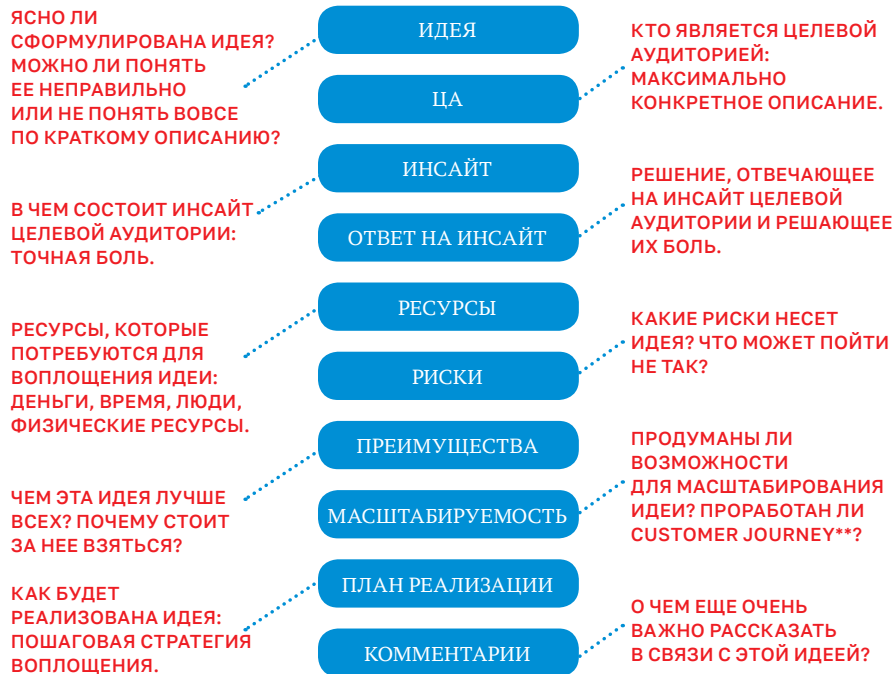 ЯСНО ЛИ
СФОРМУЛИРОВАНА ИДЕЯ?
МОЖНО ЛИ ПОНЯТЬ
ЕЕ НЕПРАВИЛЬНО
ИЛИ НЕ ПОНЯТЬ ВОВСЕ
ПО КРАТКОМУ ОПИСАНИЮ?
ИДЕЯ
ЦА
КТО ЯВЛЯЕТСЯ ЦЕЛЕВОЙ
АУДИТОРИЕЙ:
МАКСИМАЛЬНО
КОНКРЕТНОЕ ОПИСАНИЕ.
В ЧЕМ СОСТОИТ ИНСАЙТ
ЦЕЛЕВОЙ АУДИТОРИИ:
ТОЧНАЯ БОЛЬ.
ИНСАЙТ
ОТВЕТ НА ИНСАЙТ
РЕШЕНИЕ, ОТВЕЧАЮЩЕЕ
НА ИНСАЙТ ЦЕЛЕВОЙ
АУДИТОРИИ И РЕШАЮЩЕЕ
ИХ БОЛЬ.
РЕСУРСЫ, КОТОРЫЕ
ПОТРЕБУЮТСЯ ДЛЯ
ВОПЛОЩЕНИЯ ИДЕИ:
ДЕНЬГИ, ВРЕМЯ, ЛЮДИ,
ФИЗИЧЕСКИЕ РЕСУРСЫ.
РЕСУРСЫ
РИСКИ
КАКИЕ РИСКИ НЕСЕТ
ИДЕЯ? ЧТО МОЖЕТ ПОЙТИ
НЕ ТАК?
ЧЕМ ЭТА ИДЕЯ ЛУЧШЕ
ВСЕХ? ПОЧЕМУ СТОИТ
ЗА НЕЕ ВЗЯТЬСЯ?
ПРЕИМУЩЕСТВА
МАСШТАБИРУЕМОСТЬ
ПРОДУМАНЫ ЛИ
ВОЗМОЖНОСТИ
ДЛЯ МАСШТАБИРОВАНИЯ
ИДЕИ? ПРОРАБОТАН ЛИ
CUSTOMER JOURNEY**?
КАК БУДЕТ
РЕАЛИЗОВАНА ИДЕЯ:
ПОШАГОВАЯ СТРАТЕГИЯ
ВОПЛОЩЕНИЯ.
ПЛАН РЕАЛИЗАЦИИ
КОММЕНТАРИИ
О ЧЕМ ЕЩЕ ОЧЕНЬ
ВАЖНО РАССКАЗАТЬ
В СВЯЗИ С ЭТОЙ ИДЕЕЙ?